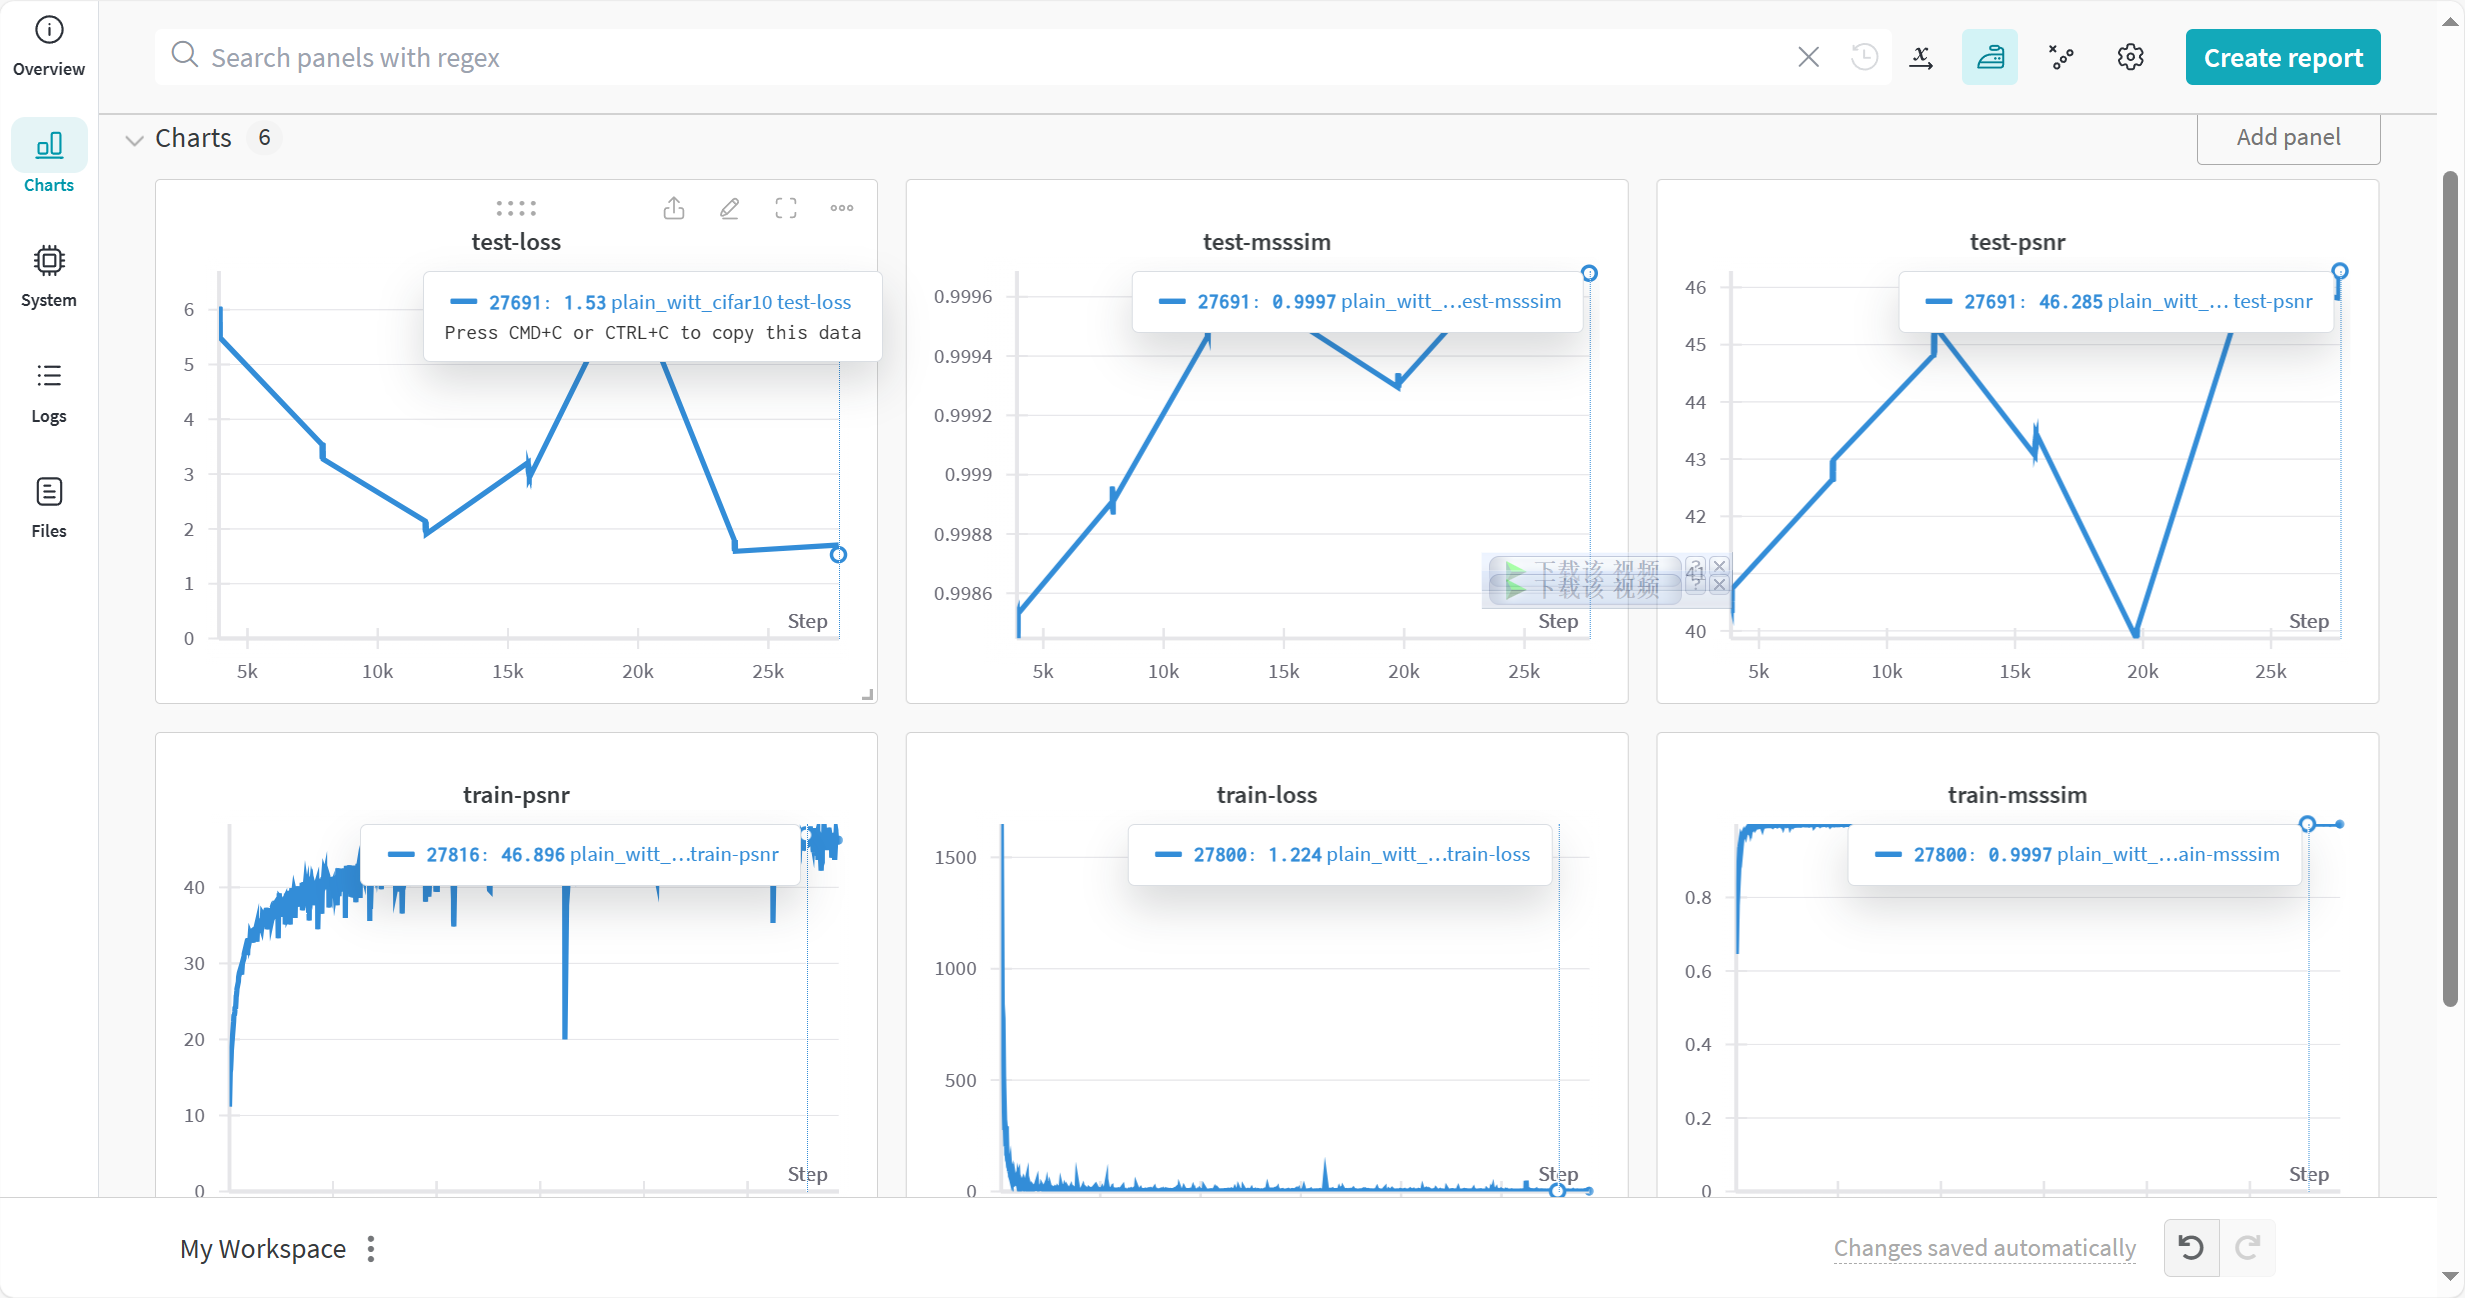 Overview
Charts
System
Logs
Files
Search panels with regex
Create report
Charts 6
Add panel
test-loss
27691: 1.53 plain_witt_cifar10 test-loss
Press CMD+C or CTRL+C to copy this data
6
5
4
3
2
1
0
Step
5k 10k 15k 20k 25k
test-msssim
27691: 0.9997 plain_witt_...est-msssim
0.9996
0.9994
0.9992
0.999
0.9988
0.9986
Step
5k 10k 15k 20k 25k
下载该 视频 ?
下载该 视频 ?
test-psnr
27691: 46.285 plain_witt_... test-psnr
46
45
44
43
42
41
40
Step
5k 10k 15k 20k 25k
train-psnr
27816: 46.896 plain_witt_...train-psnr
40
30
20
10
0
Step
train-loss
27800: 1.224 plain_witt_...train-loss
1500
1000
500
0
Step
train-msssim
27800: 0.9997 plain_witt_...ain-msssim
0.8
0.6
0.4
0.2
0
Step
My Workspace
Changes saved automatically